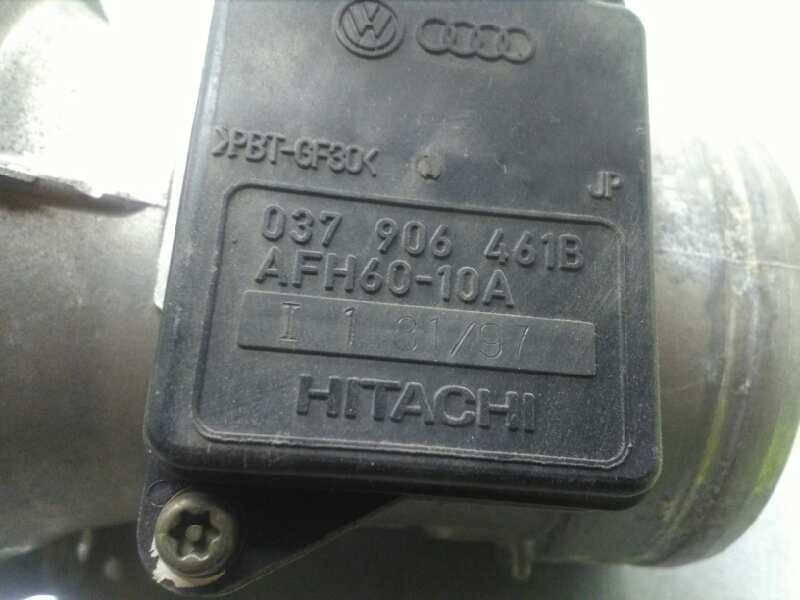 >PBT-GF30<
JP
037 906 461B
AFH60-10A
I 1 31/97
HITACHI